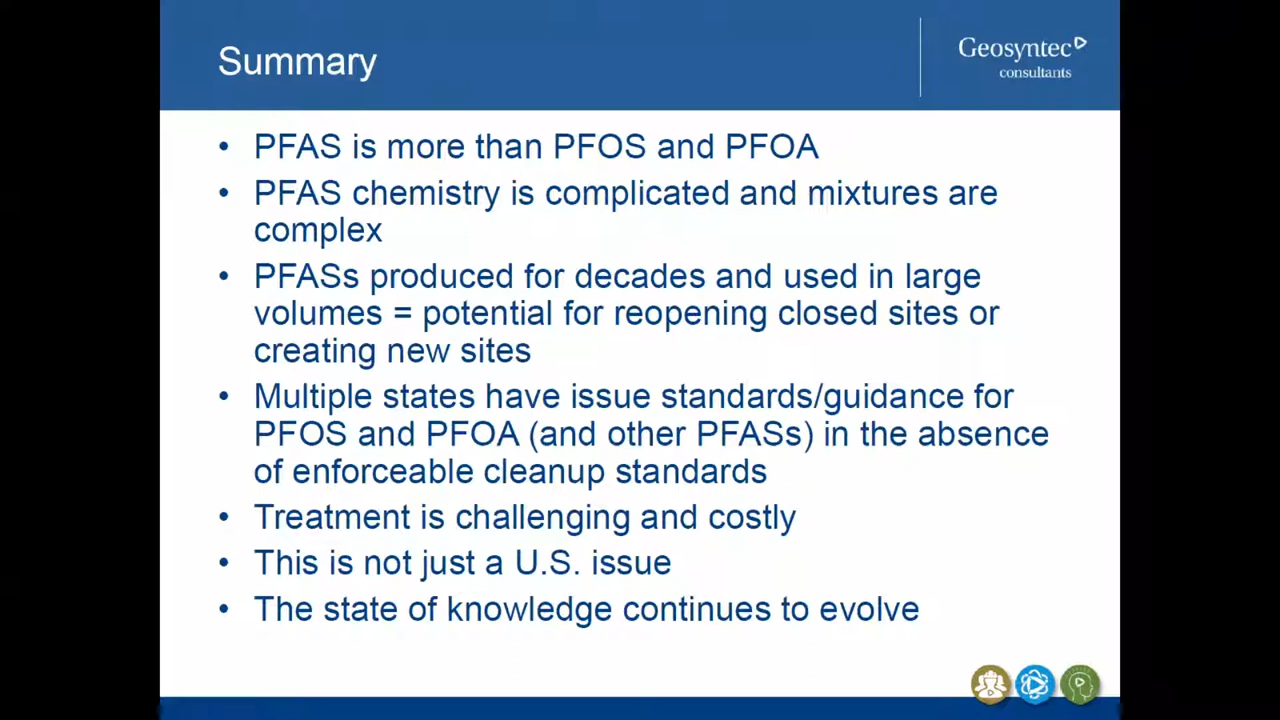 Summary
Geosyntec
consultants
• PFAS is more than PFOS and PFOA
• PFAS chemistry is complicated and mixtures are
complex
• PFASs produced for decades and used in large
volumes = potential for reopening closed sites or
creating new sites
• Multiple states have issue standards/guidance for
PFOS and PFOA (and other PFASs) in the absence
of enforceable cleanup standards
• Treatment is challenging and costly
• This is not just a U.S. issue
• The state of knowledge continues to evolve